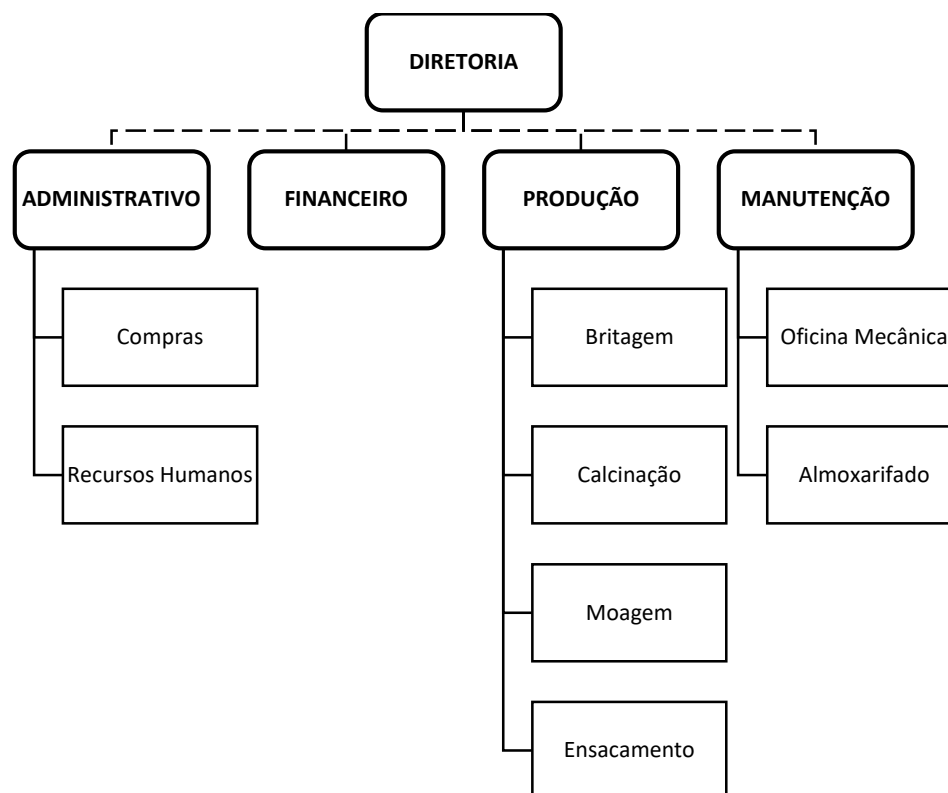 DIRETORIA
ADMINISTRATIVO
FINANCEIRO
PRODUÇÃO
MANUTENÇÃO
Compras
Britagem
Oficina Mecânica
Recursos Humanos
Calcinação
Almoxarifado
Moagem
Ensacamento